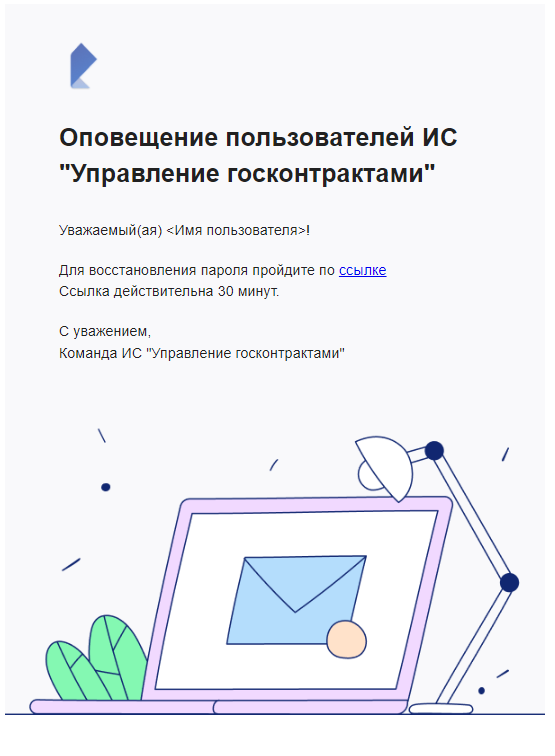 Оповещение пользователей ИС
"Управление госконтрактами"
Уважаемый(ая) <Имя пользователя>!
Для восстановления пароля пройдите по ссылке
Ссылка действительна 30 минут.
С уважением,
Команда ИС "Управление госконтрактами"